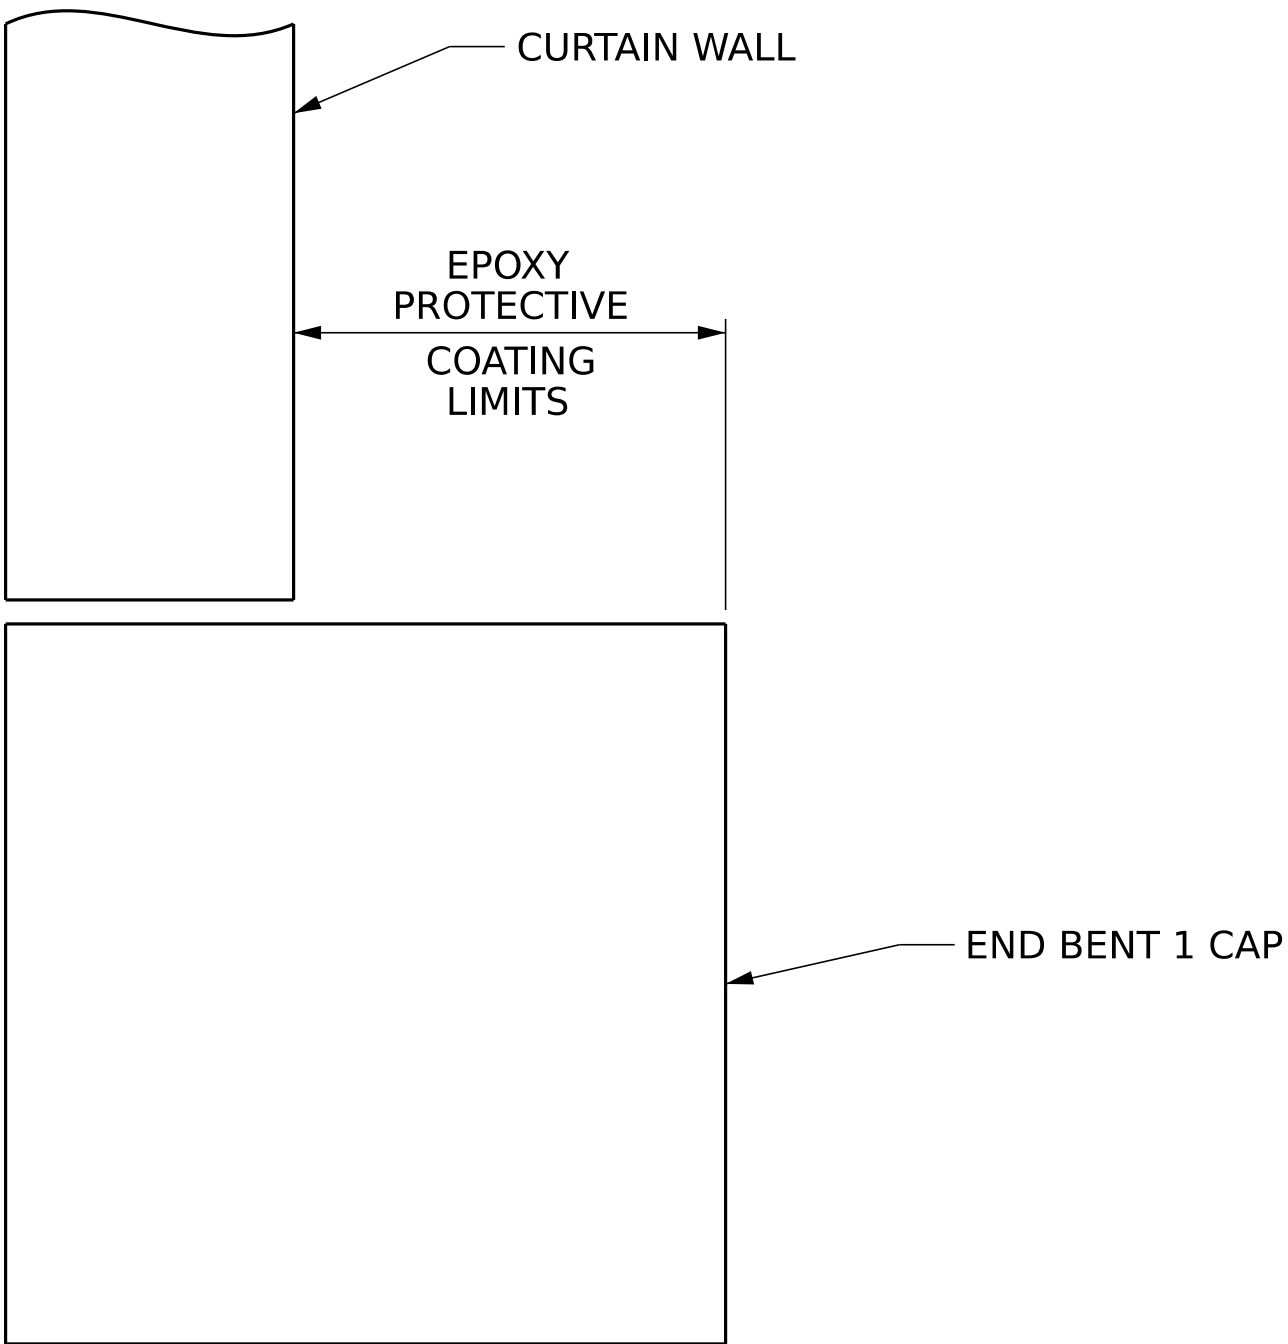 CURTAIN WALL
EPOXY
PROTECTIVE
COATING
LIMITS
END BENT 1 CAP